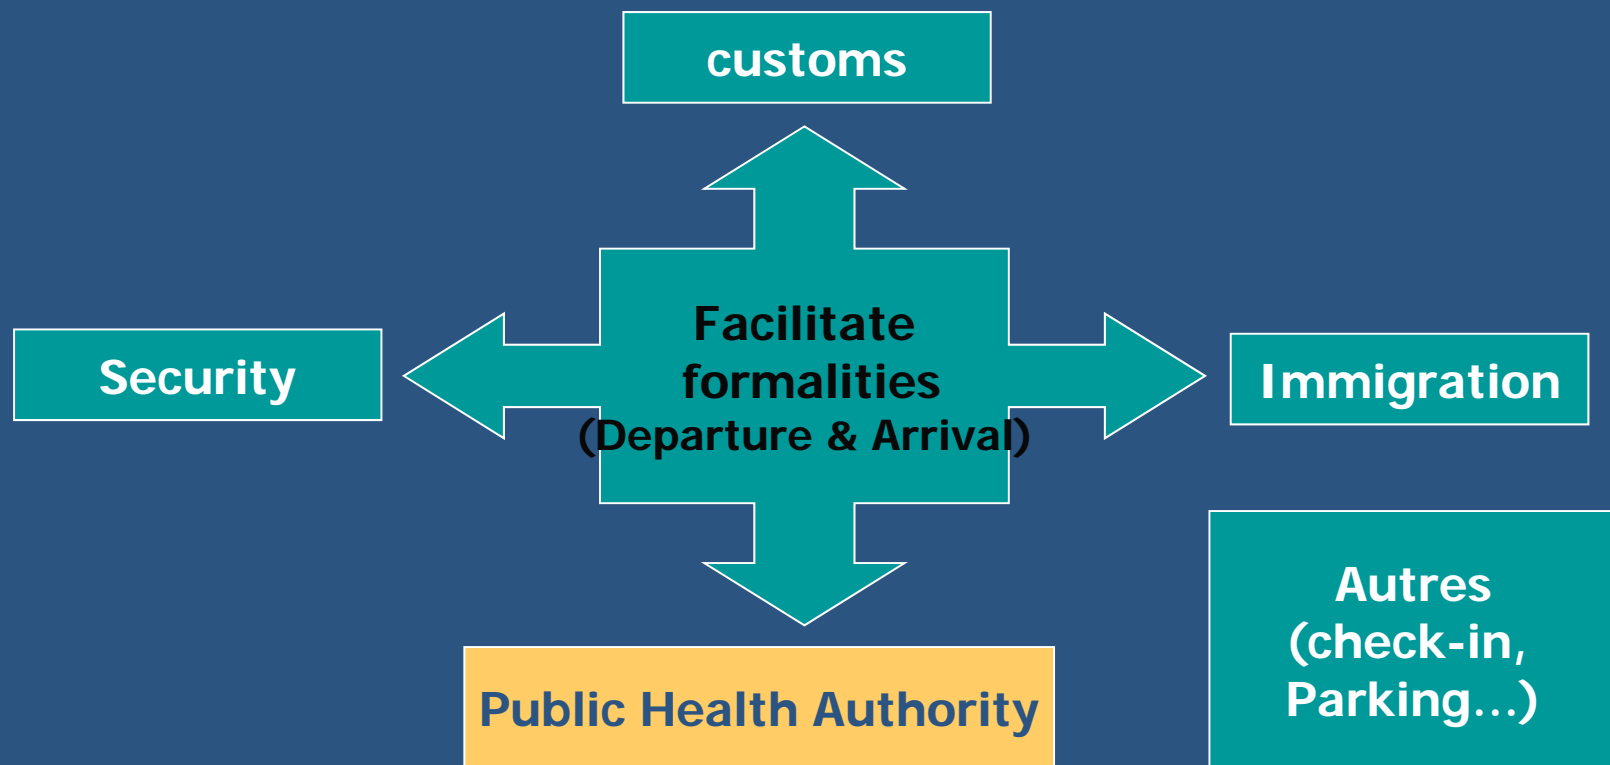 customs
Facilitate
formalities
(Departure & Arrival)
Security
Immigration
Autres
(check-in,
Parking...)
Public Health Authority